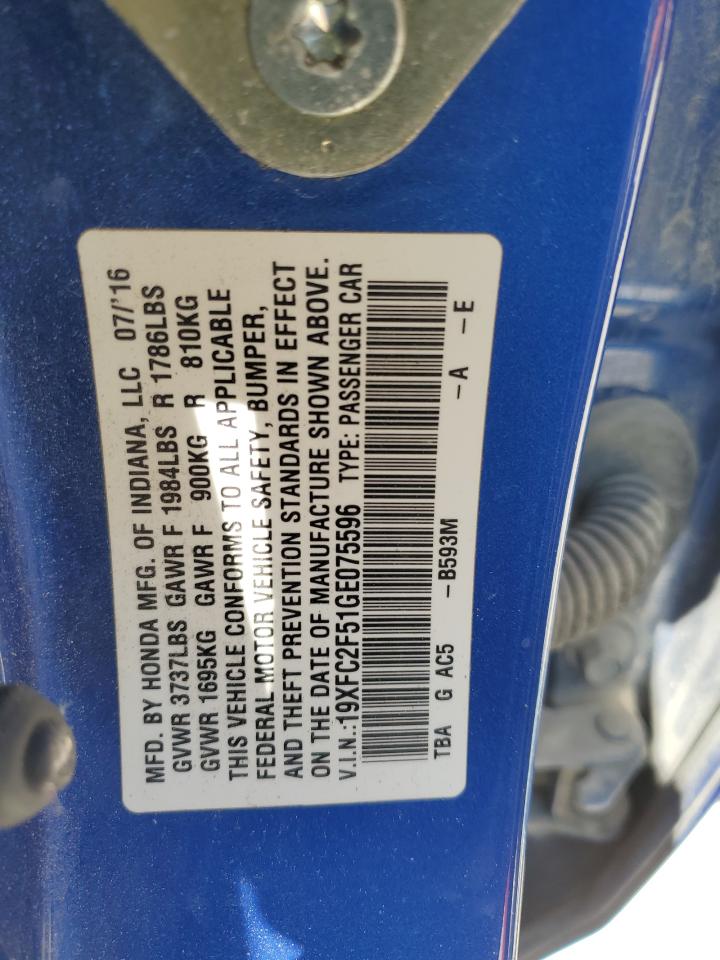 MFD. BY HONDA MFG. OF INDIANA, LLC 07/'16
GVWR 3737LBS GAWR F 1984LBS R 1786LBS
GVWR 1695KG GAWR F 900KG R 810KG
THIS VEHICLE CONFORMS TO ALL APPLICABLE
FEDERAL MOTOR VEHICLE SAFETY, BUMPER,
AND THEFT PREVENTION STANDARDS IN EFFECT
ON THE DATE OF MANUFACTURE SHOWN ABOVE.
V.I.N.:19XFC2F51GE075596 TYPE: PASSENGER CAR
TBA G AC5 -B593M -A -E